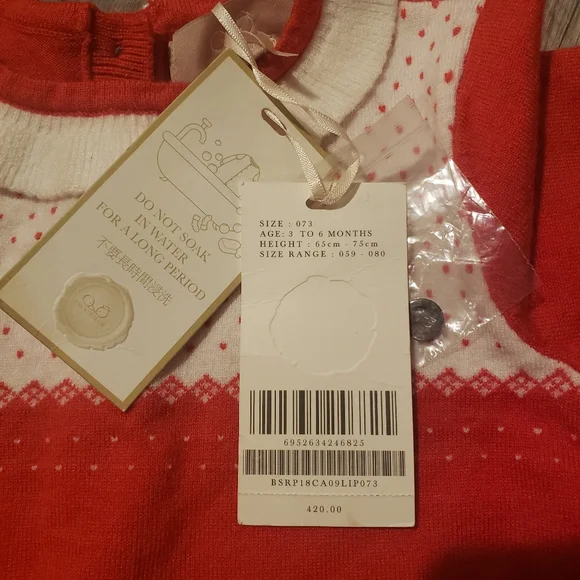 DO NOT SOAK
IN WATER
FOR A LONG PERIOD
不要長時間浸洗
SIZE : 073
AGE: 3 TO 6 MONTHS
HEIGHT : 65cm - 75cm
SIZE RANGE : 059 - 080
6952634246825
BSRP18CA09LIP073
420.00